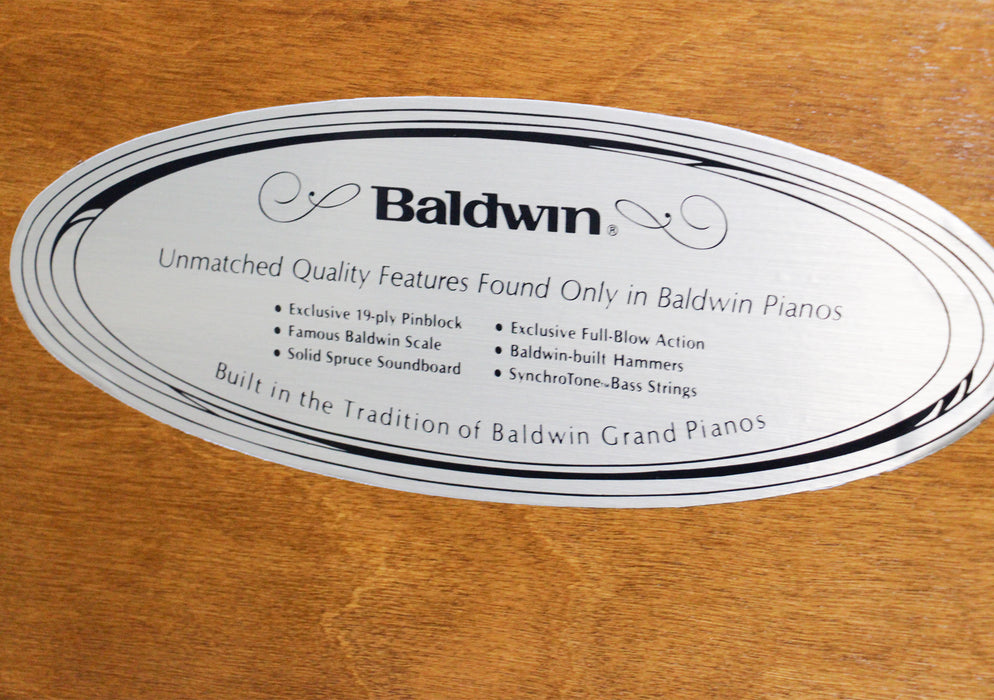 Baldwin®
Unmatched Quality Features Found Only in Baldwin Pianos
• Exclusive 19-ply Pinblock
• Famous Baldwin Scale
• Solid Spruce Soundboard
• Exclusive Full-Blow Action
• Baldwin-built Hammers
• SynchroTone™ Bass Strings
Built in the Tradition of Baldwin Grand Pianos